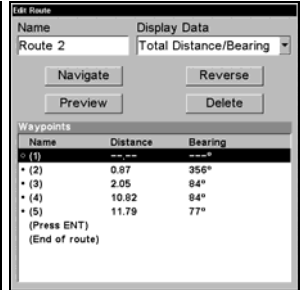 Edit Route
Name Display Data
Route 2 Total Distance/Bearing
Navigate Reverse
Preview Delete
Waypoints
Name Distance Bearing
(1) --.-- ---°
(2) 0.87 356°
(3) 2.05 84°
(4) 10.82 84°
(5) 11.79 77°
(Press ENT)
(End of route)